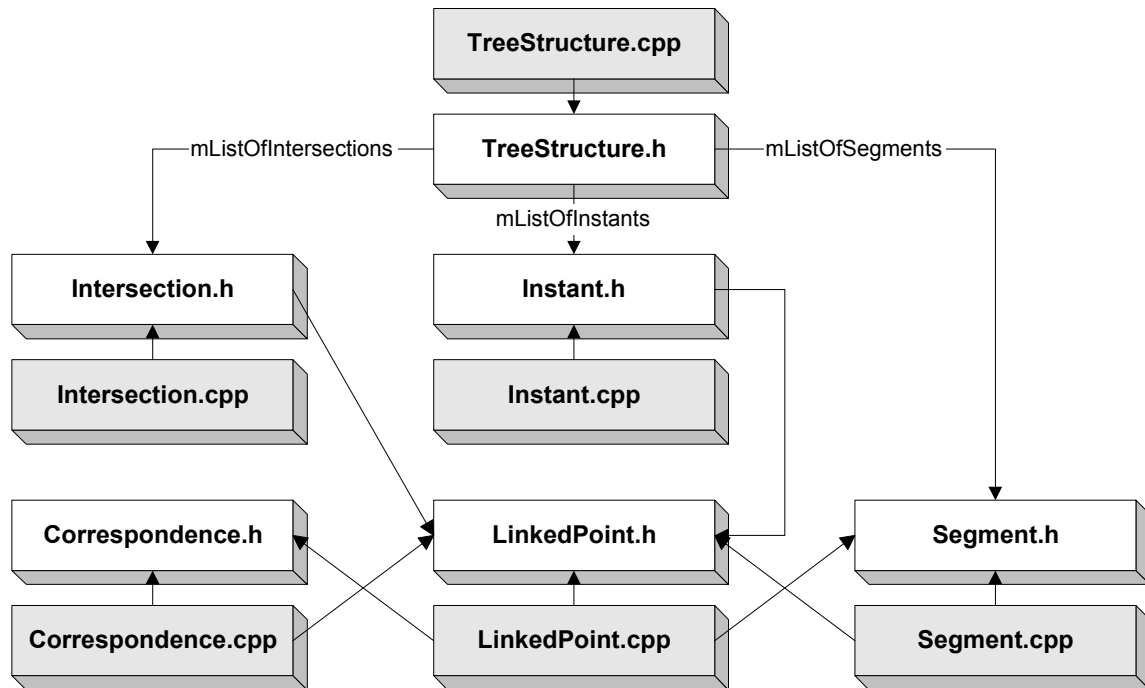 TreeStructure.cpp
mListOfIntersections
TreeStructure.h
mListOfSegments
mListOfInstants
Intersection.h
Instant.h
Intersection.cpp
Instant.cpp
Correspondence.h
LinkedPoint.h
Segment.h
Correspondence.cpp
LinkedPoint.cpp
Segment.cpp